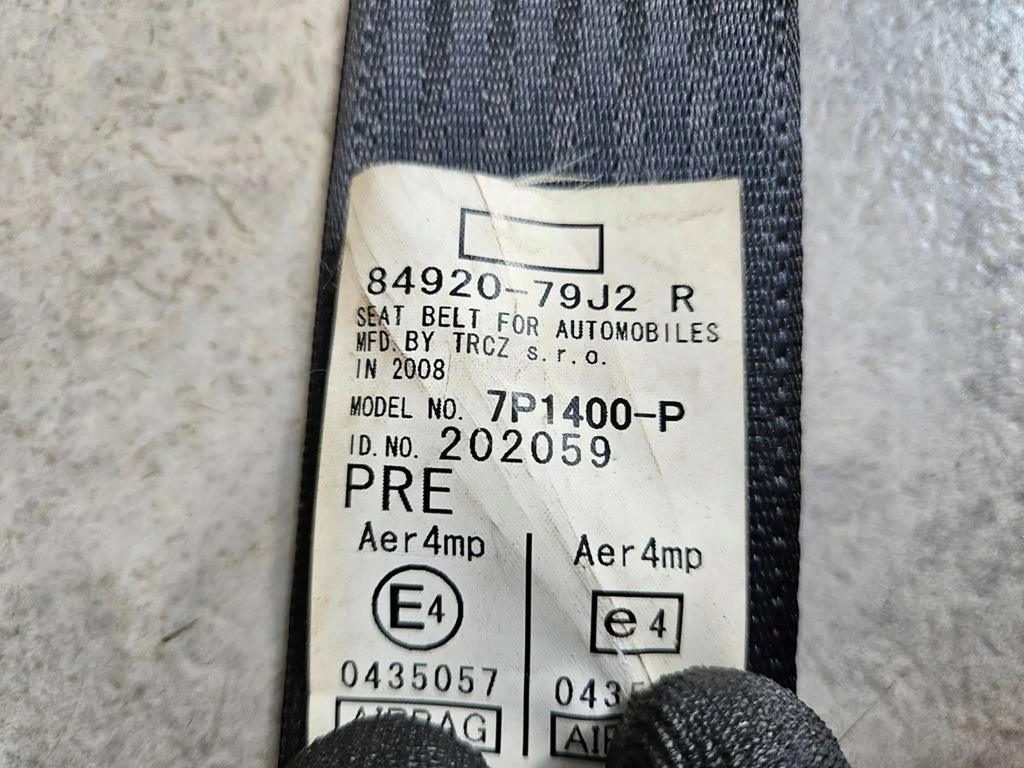 84920-79J2 R
SEAT BELT FOR AUTOMOBILES
MFD. BY TRCZ s.r.o.
IN 2008
MODEL NO. 7P1400-P
ID. NO. 202059
PRE
Aer4mp Aer4mp
E4 e4
0435057 043
AIRBAG